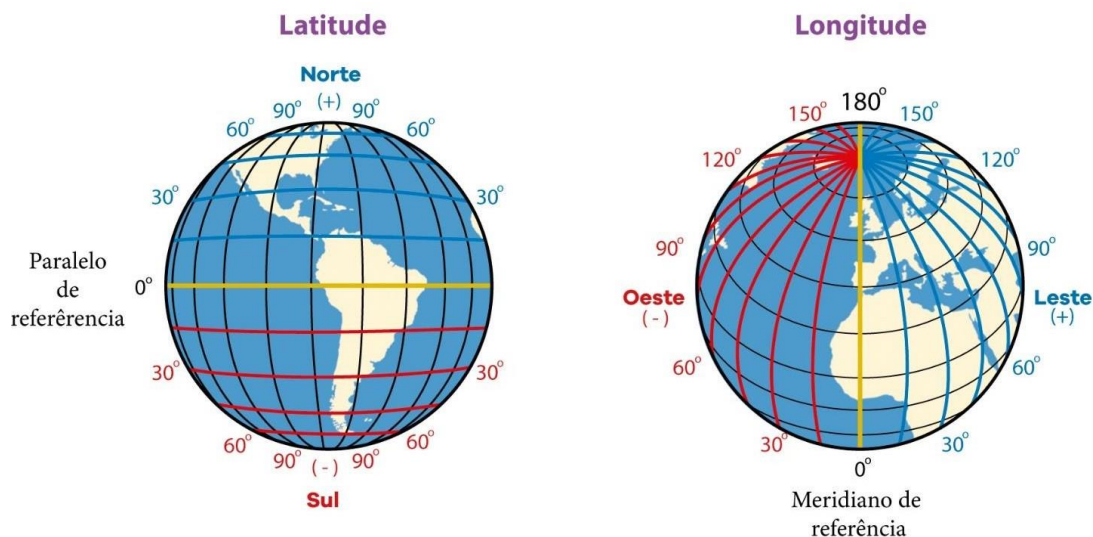 Latitude
Norte
(+)
90° 90°
60° 60°
30° 30°
Paralelo
de
referêrencia
0°
30° 30°
60° 60°
90° 90°
(-)
Sul
Longitude
180°
150° 150°
120° 120°
90° 90°
Oeste
(-)
Leste
(+)
60° 60°
30° 30°
0°
Meridiano de
referência